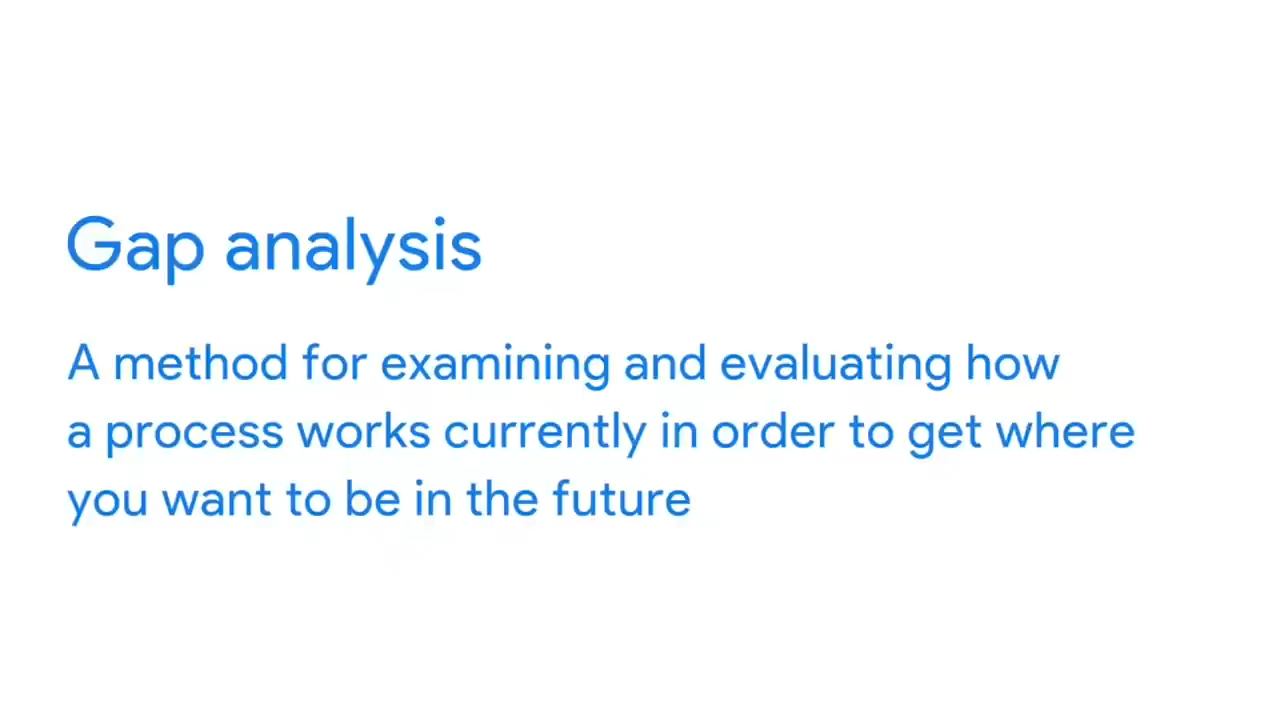 Gap analysis
A method for examining and evaluating how
a process works currently in order to get where
you want to be in the future